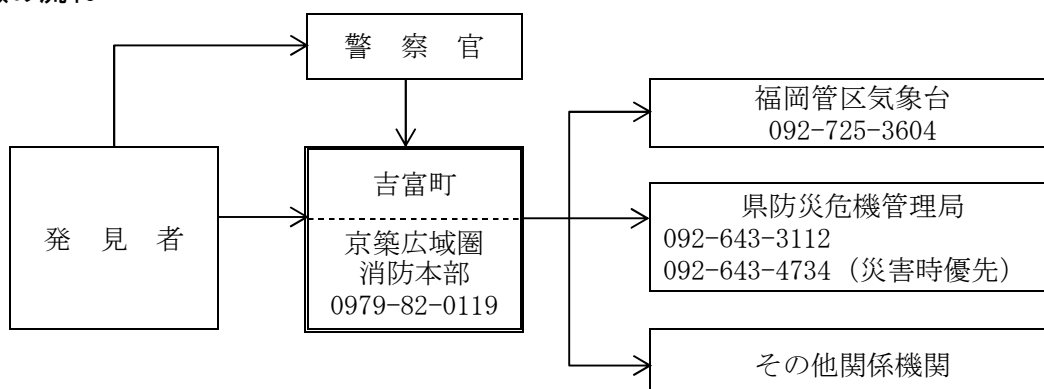 警察官
発見者
吉富町
京築広域圏
消防本部
0979-82-0119
福岡管区気象台
092-725-3604
県防災危機管理局
092-643-3112
092-643-4734（災害時優先）
その他関係機関